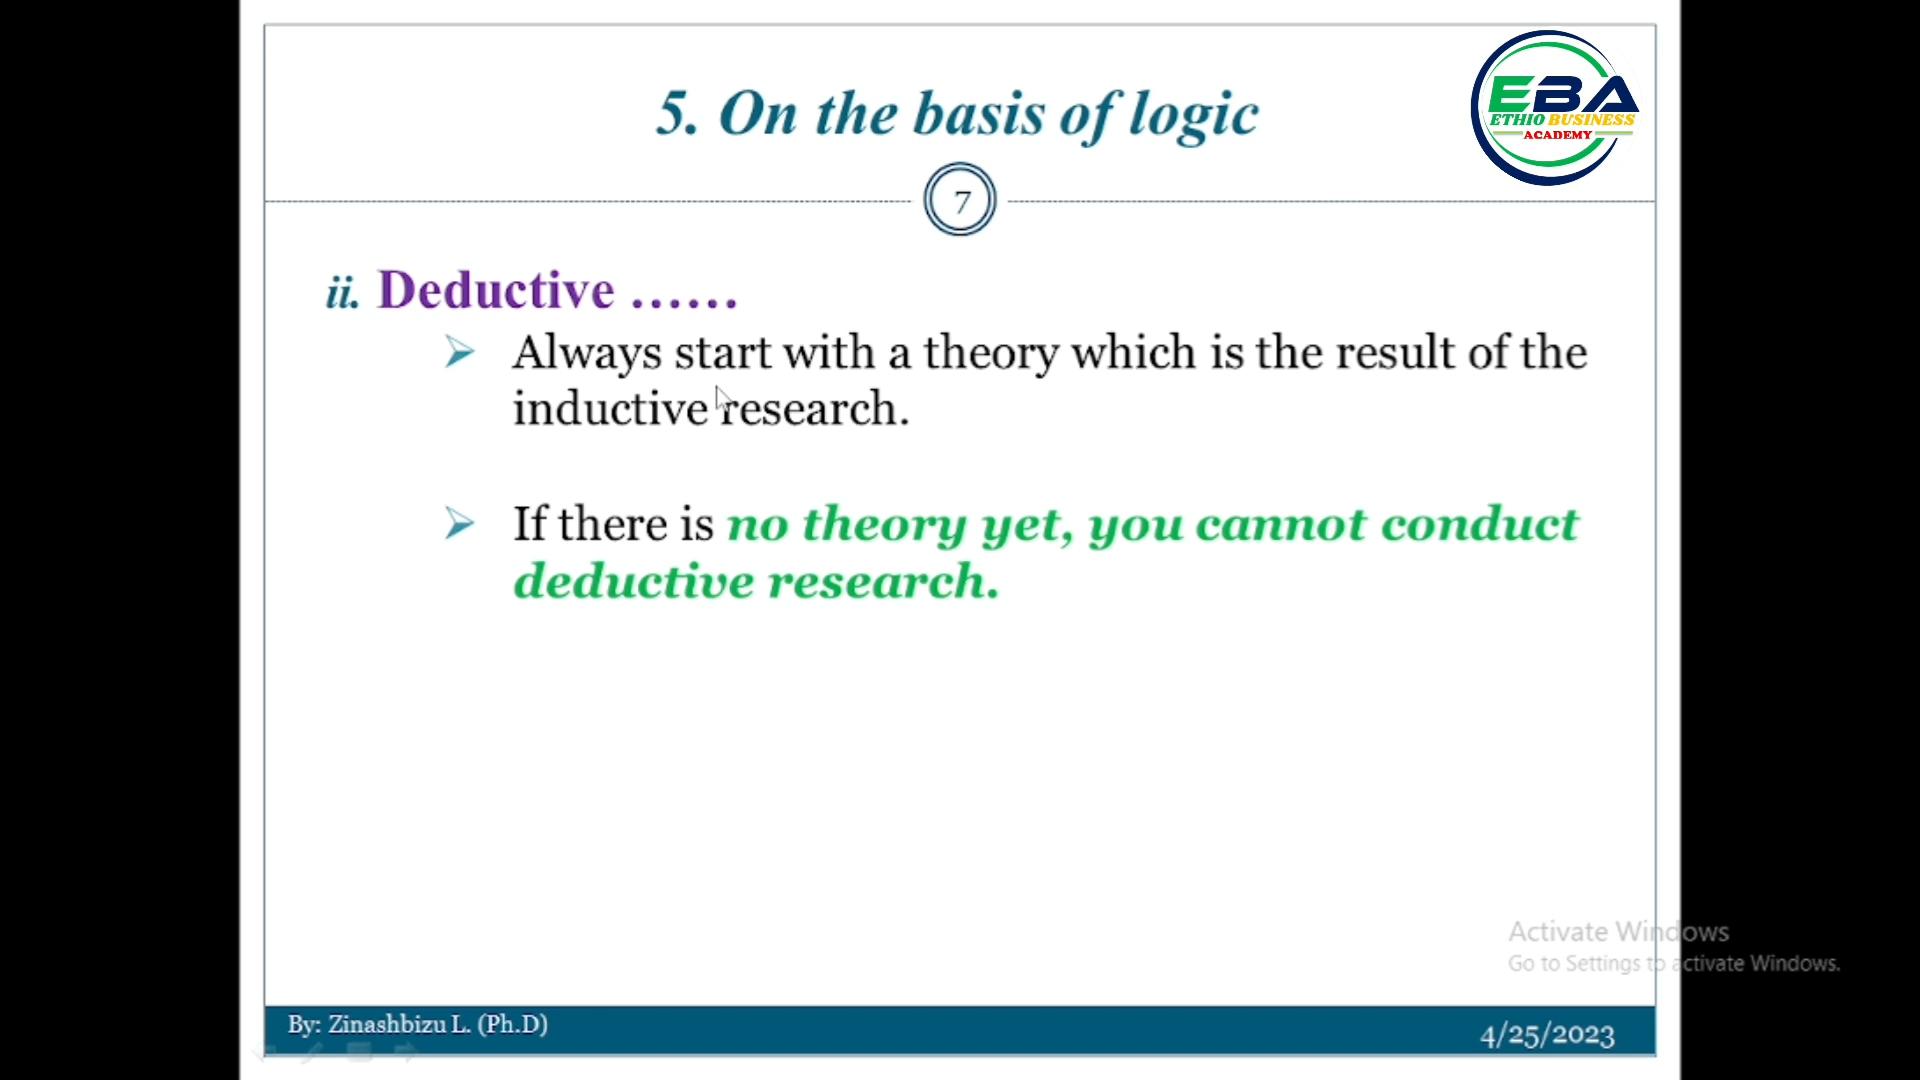 5. On the basis of logic
EBA
ETHIO BUSINESS
ACADEMY
7
ii. Deductive ......
Always start with a theory which is the result of the
inductive research.
If there is no theory yet, you cannot conduct
deductive research.
Activate Windows
Go to Settings to activate Windows.
By: Zinashbizu L. (Ph.D)
4/25/2023